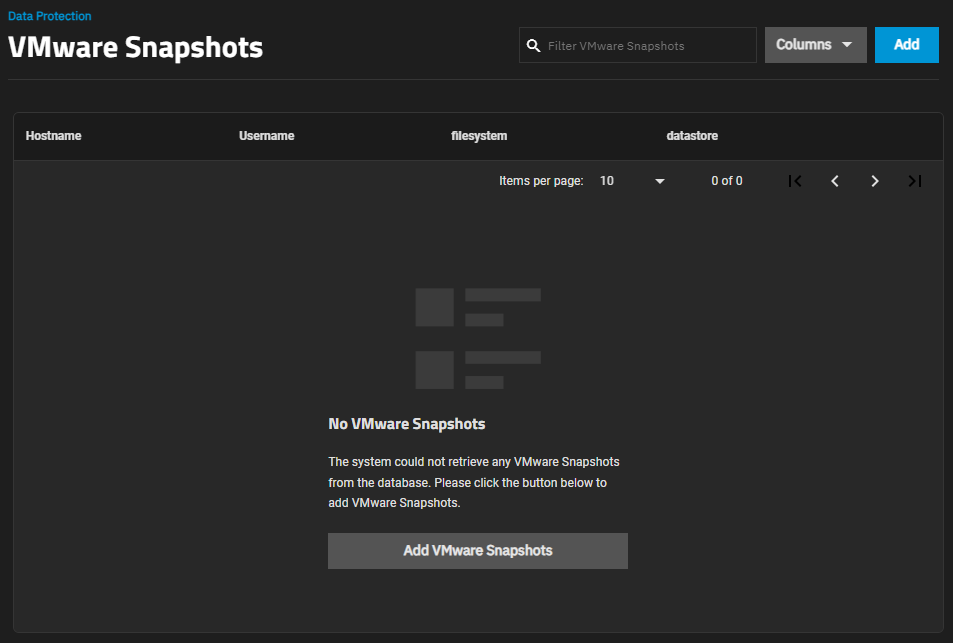 Data Protection
VMware Snapshots
Filter VMware Snapshots
Columns
Add
Hostname Username filesystem datastore
Items per page: 10 0 of 0
No VMware Snapshots
The system could not retrieve any VMware Snapshots
from the database. Please click the button below to
add VMware Snapshots.
Add VMware Snapshots